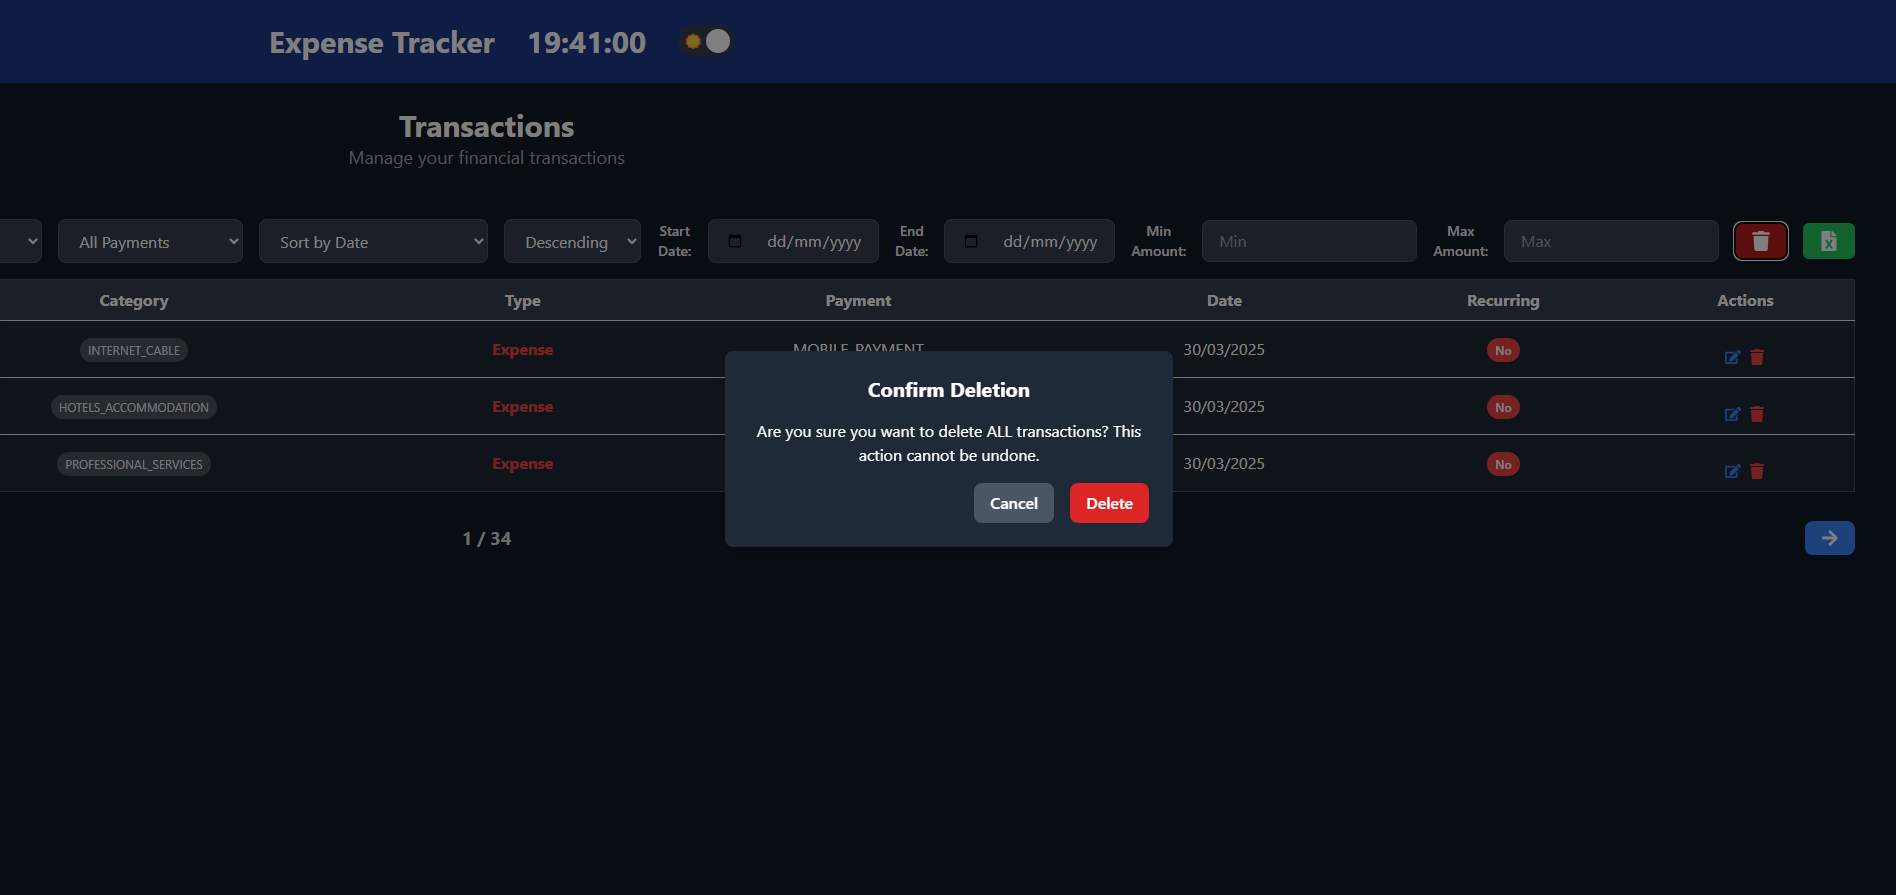 Expense Tracker 19:41:00
Transactions
Manage your financial transactions
All Payments Sort by Date Descending Start Date: dd/mm/yyyy End Date: dd/mm/yyyy Min Amount: Min Max Amount: Max
Category Type Payment Date Recurring Actions
INTERNET_CABLE Expense MOBILE_PAYMENT 30/03/2025 No
HOTELS_ACCOMMODATION Expense 30/03/2025 No
PROFESSIONAL_SERVICES Expense 30/03/2025 No
Confirm Deletion
Are you sure you want to delete ALL transactions? This
action cannot be undone.
Cancel Delete
1 / 34